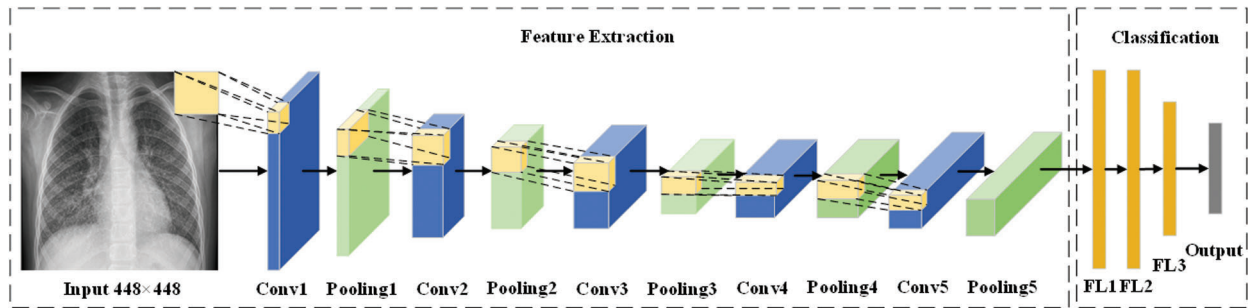 Feature Extraction
Classification
Input 448×448
Conv1
Pooling1
Conv2
Pooling2
Conv3
Pooling3
Conv4
Pooling4
Conv5
Pooling5
FL1
FL2
FL3
Output